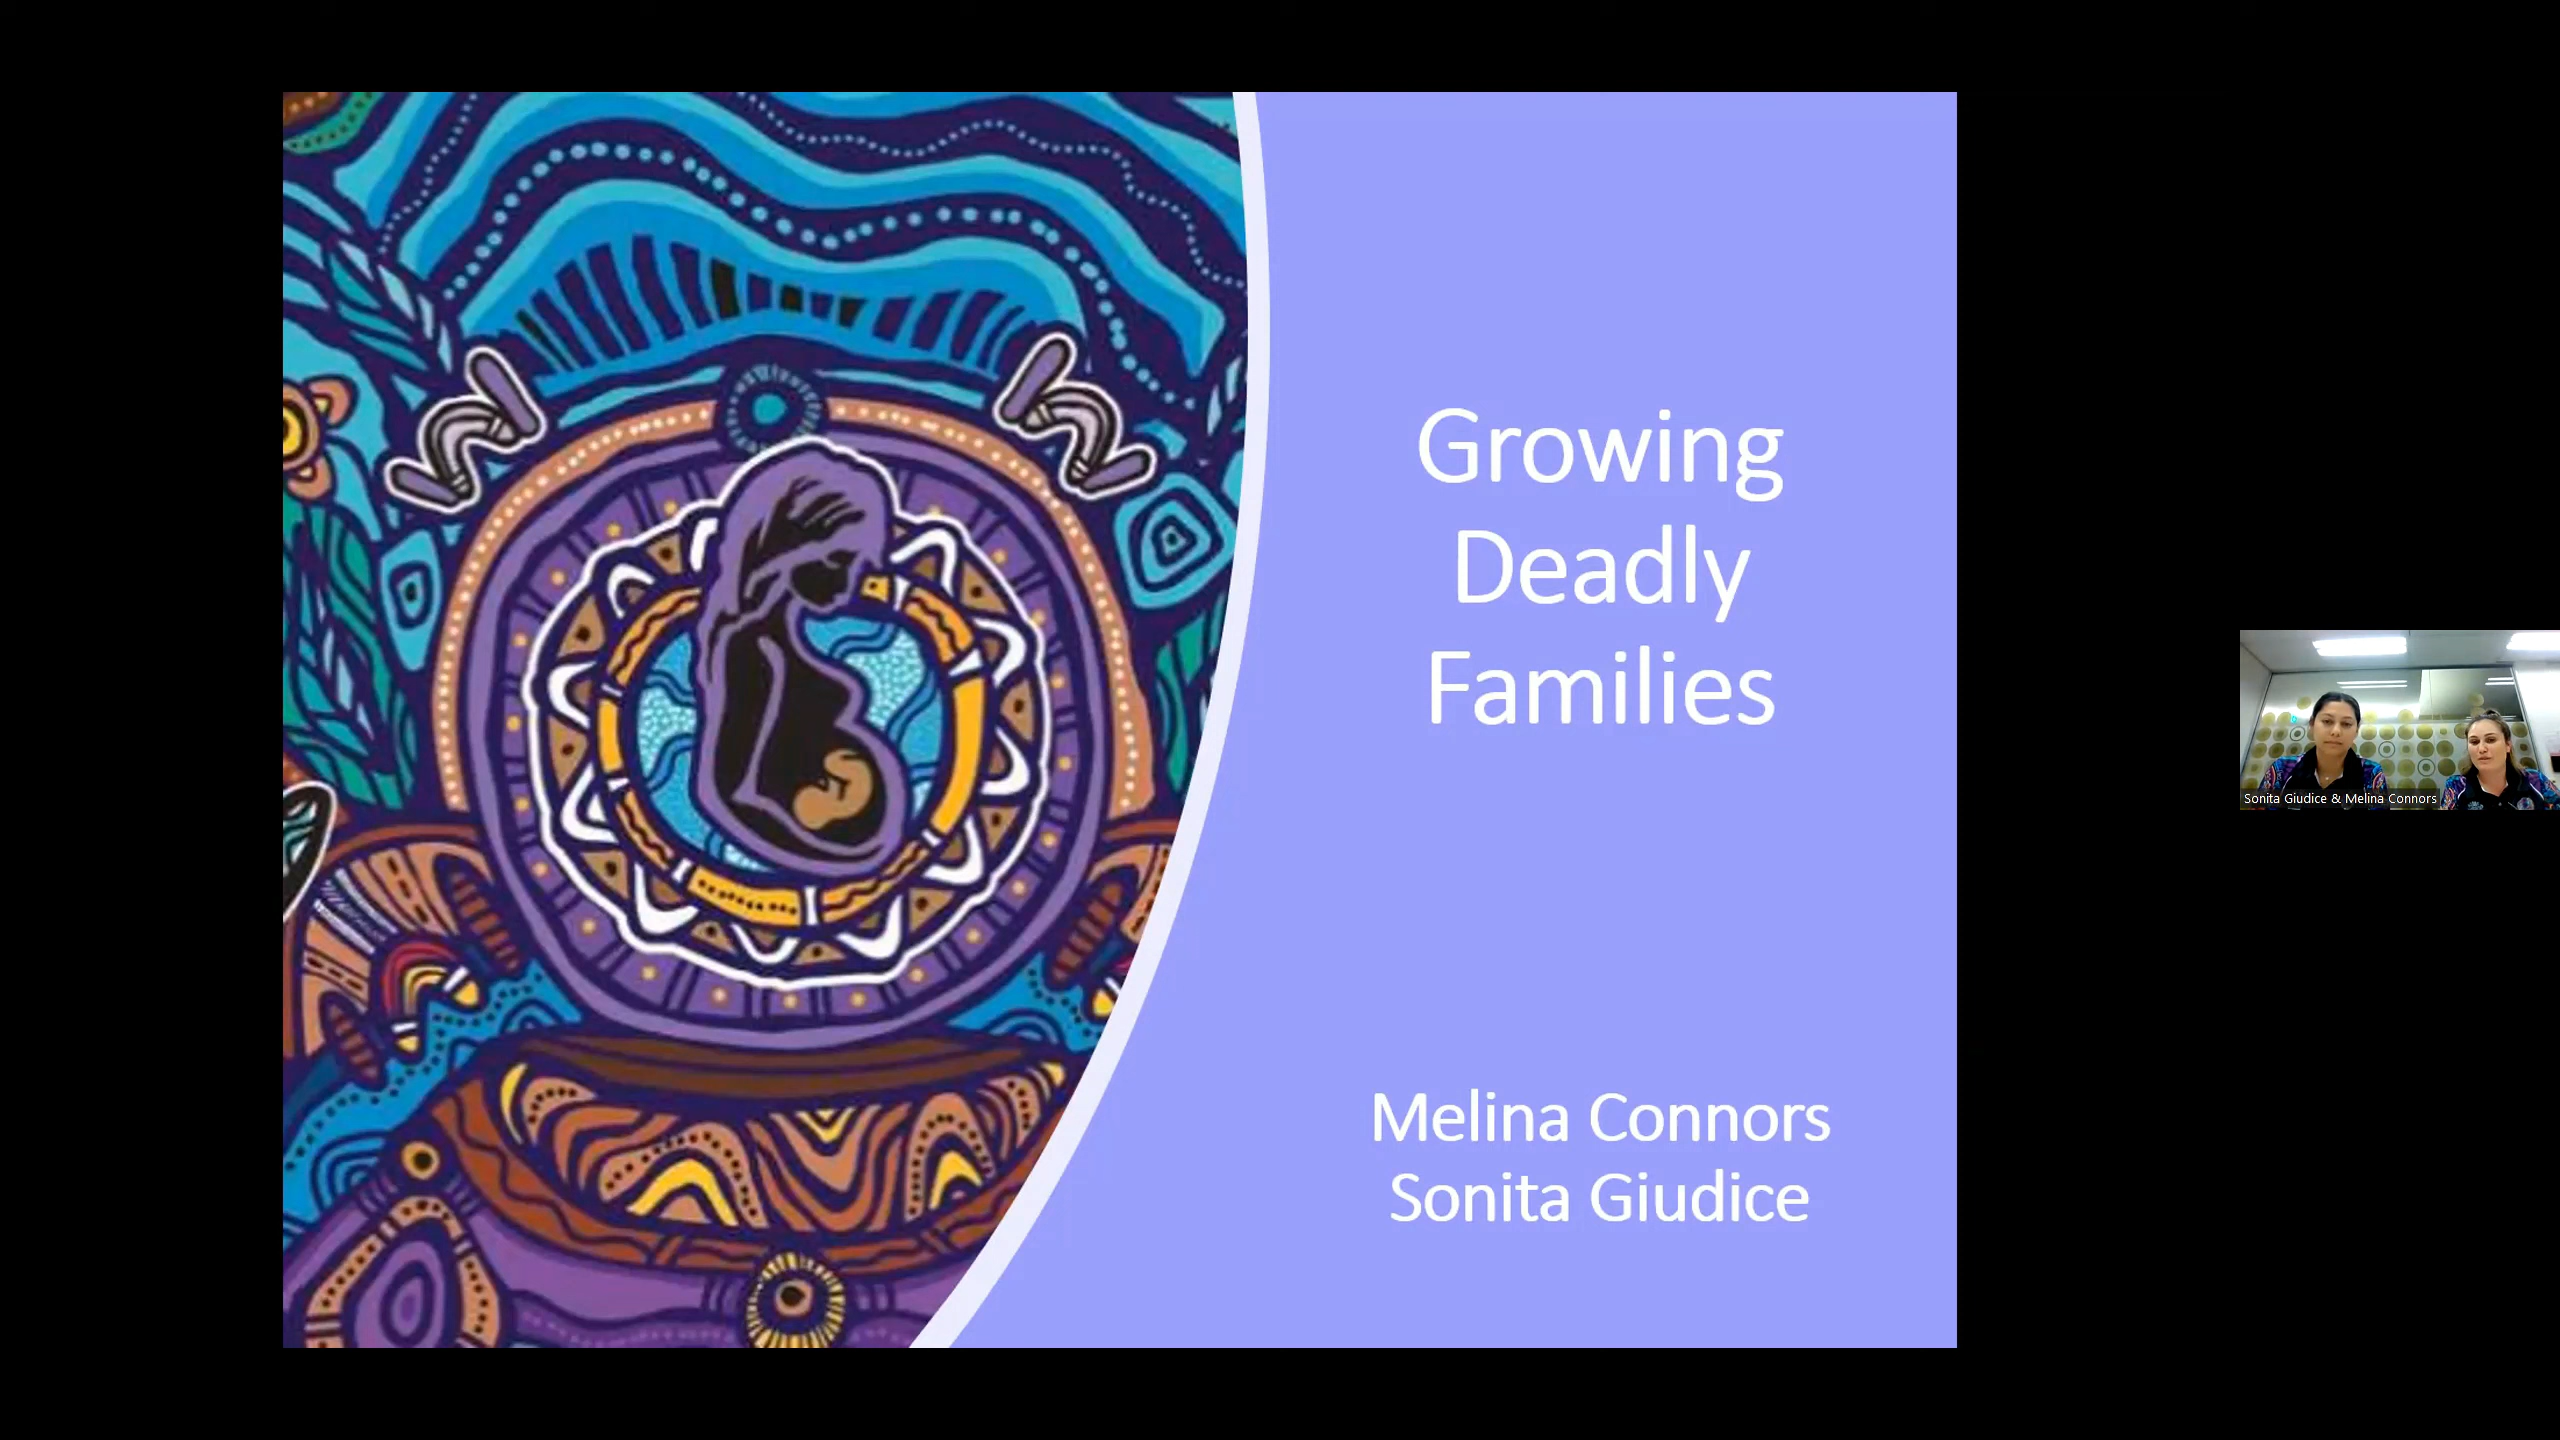 Growing
Deadly
Families
Melina Connors
Sonita Giudice
Sonita Giudice & Melina Connors